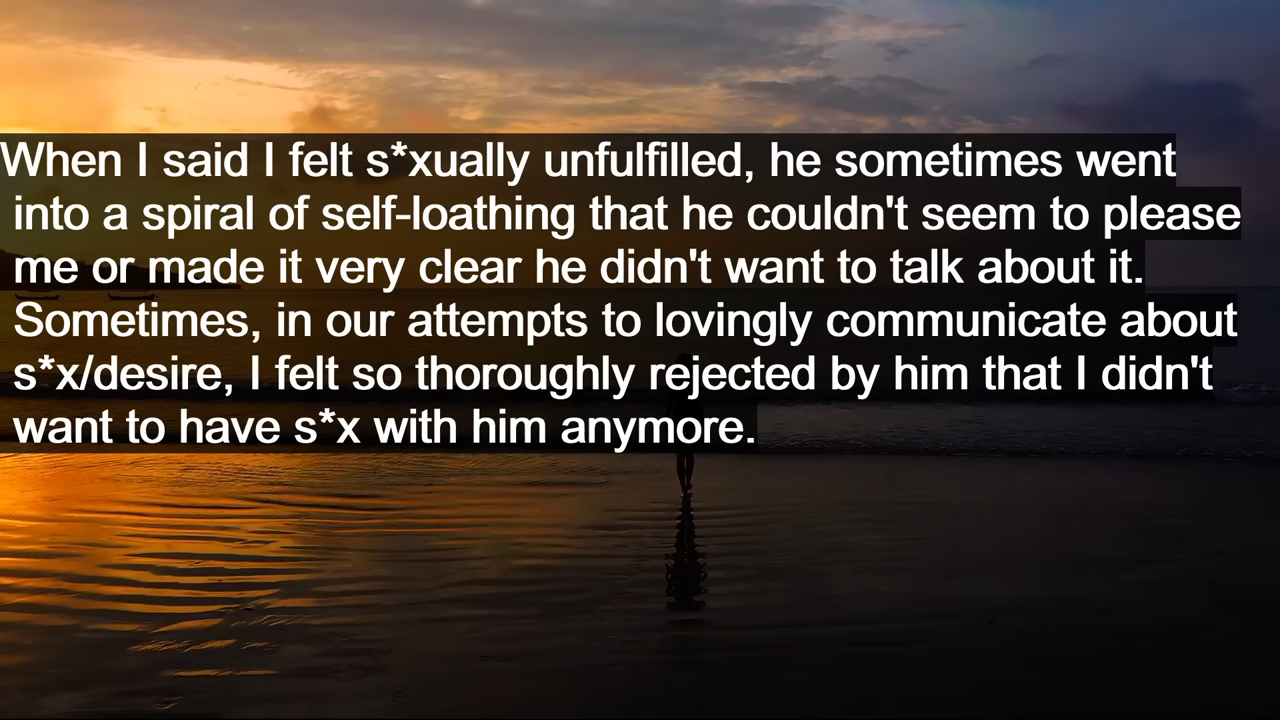 When I said I felt s*xually unfulfilled, he sometimes went
into a spiral of self-loathing that he couldn't seem to please
me or made it very clear he didn't want to talk about it.
Sometimes, in our attempts to lovingly communicate about
s*x/desire, I felt so thoroughly rejected by him that I didn't
want to have s*x with him anymore.